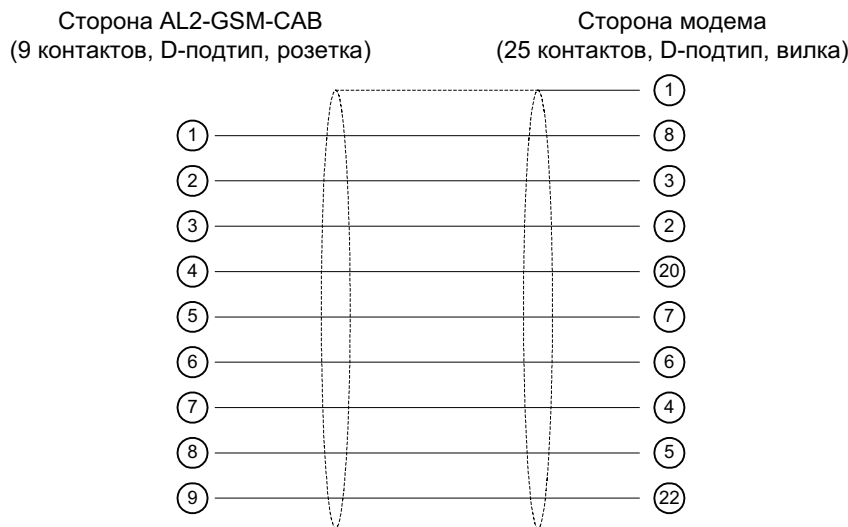 Сторона AL2-GSM-CAB
(9 контактов, D-подтип, розетка)
Сторона модема
(25 контактов, D-подтип, вилка)
1
1 8
2 3
3 2
4 20
5 7
6 6
7 4
8 5
9 22